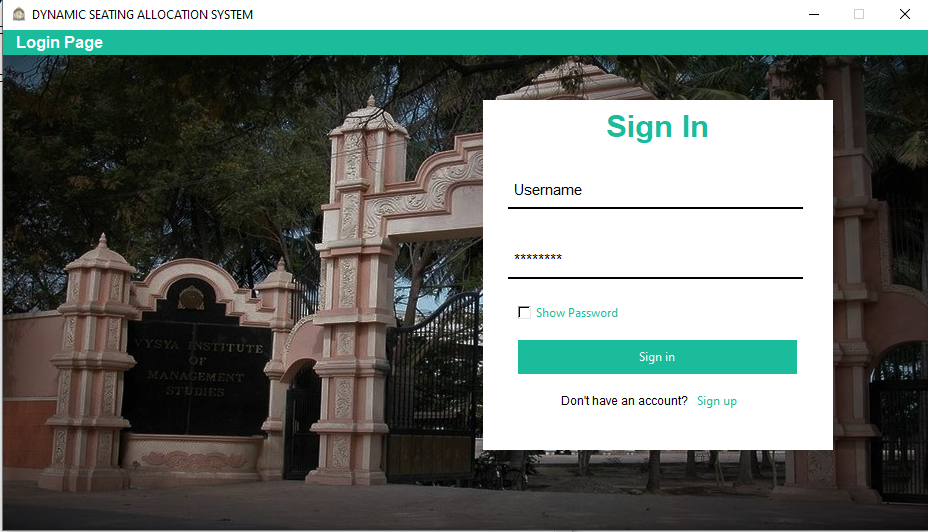 DYNAMIC SEATING ALLOCATION SYSTEM
Login Page
Sign In
Username
********
Show Password
Sign in
Don't have an account? Sign up
VYSYA INSTITUTE
OF
MANAGEMENT
STUDIES